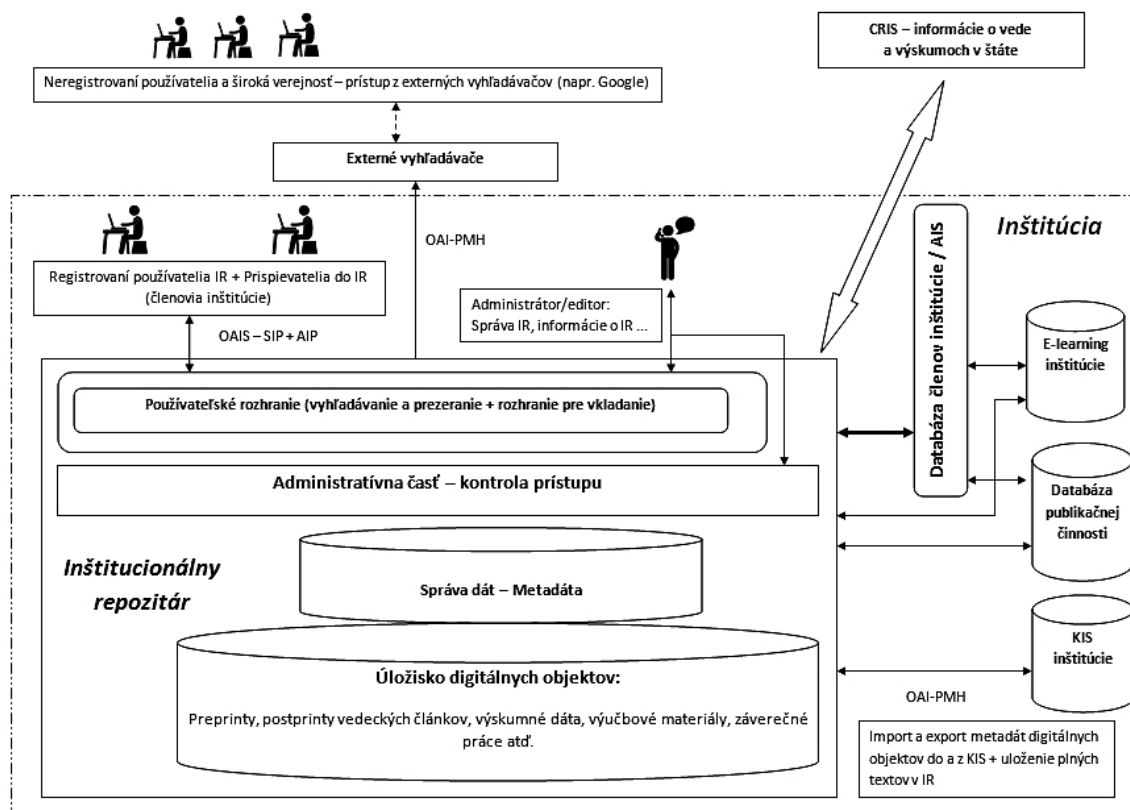 CRIS – informácie o vede
a výskumoch v štáte
Neregistrovaní používatelia a široká verejnosť – prístup z externých vyhľadávačov (napr. Google)
Externé vyhľadávače
OAI-PMH
Inštitúcia
Registrovaní používatelia IR + Prispievatelia do IR
(členovia inštitúcie)
OAIS – SIP + AIP
Administrátor/editor:
Správa IR, informácie o IR ...
Databáza členov inštitúcie / AIS
E-learning
inštitúcie
Používateľské rozhranie (vyhľadávanie a prezeranie + rozhranie pre vkladanie)
Administratívna časť – kontrola prístupu
Databáza
publikačnej
činnosti
Inštitucionálny
repozitár
Správa dát – Metadáta
KIS
inštitúcie
Úložisko digitálnych objektov:
Preprinty, postprinty vedeckých článkov, výskumné dáta, výučbové materiály, záverečné
práce atď.
OAI-PMH
Import a export metadát digitálnych
objektov do a z KIS + uloženie plných
textov v IR